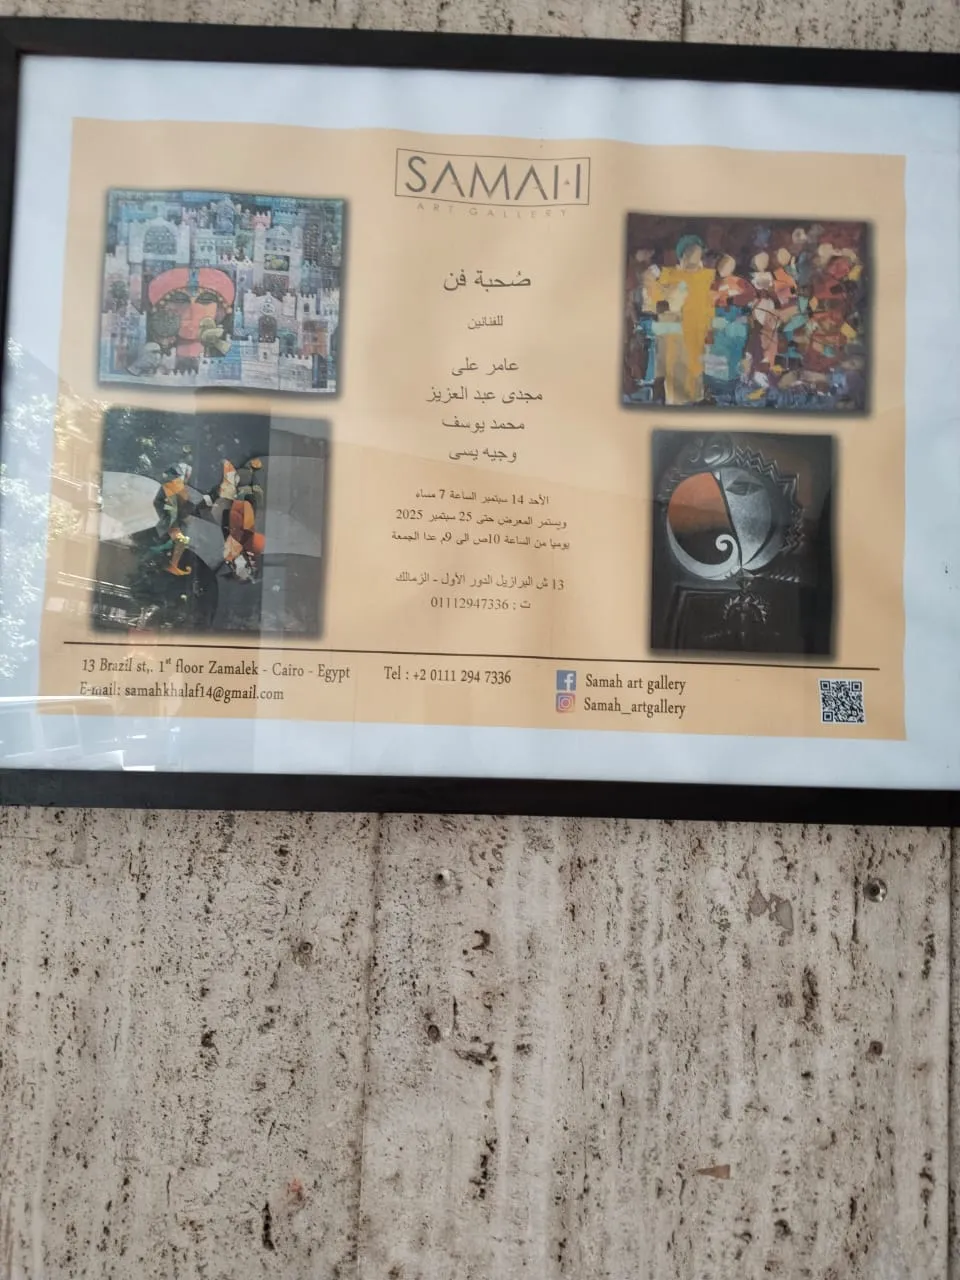 SAMAH
ART GALLERY
صُحبة فن
للفنانين
عامر على
مجدى عبد العزيز
محمد يوسف
وجيه يسى
الأحد 14 سبتمبر الساعة 7 مساء
ويستمر المعرض حتى 25 سبتمبر 2025
يوميا من الساعة 10ص الى 9م عدا الجمعة
13 ش البرازيل الدور الأول - الزمالك
ت : 01112947336
13 Brazil st,. 1st floor Zamalek - Cairo - Egypt
E-mail: samahkhalaf14@gmail.com
Tel : +2 0111 294 7336
Samah art gallery
Samah_artgallery